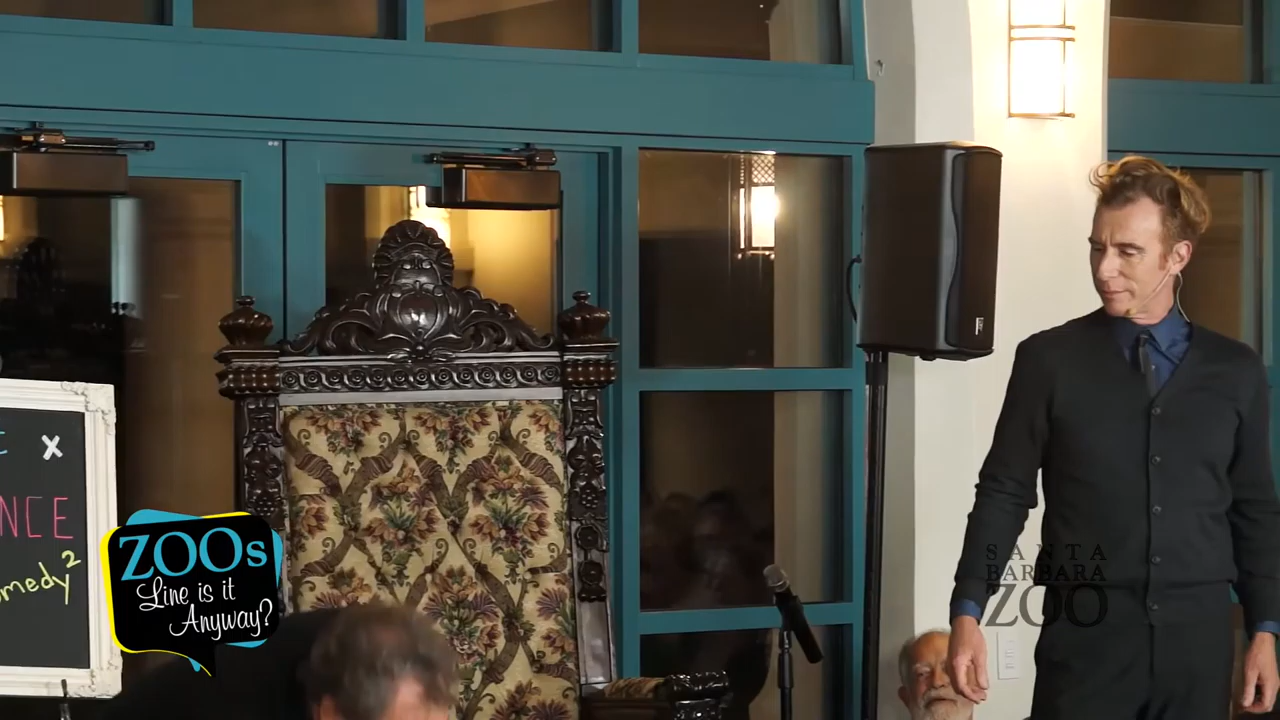 x
NCE
medy²
ZOOs
Line is it
Anyway?
SANTA
BARBARA
ZOO